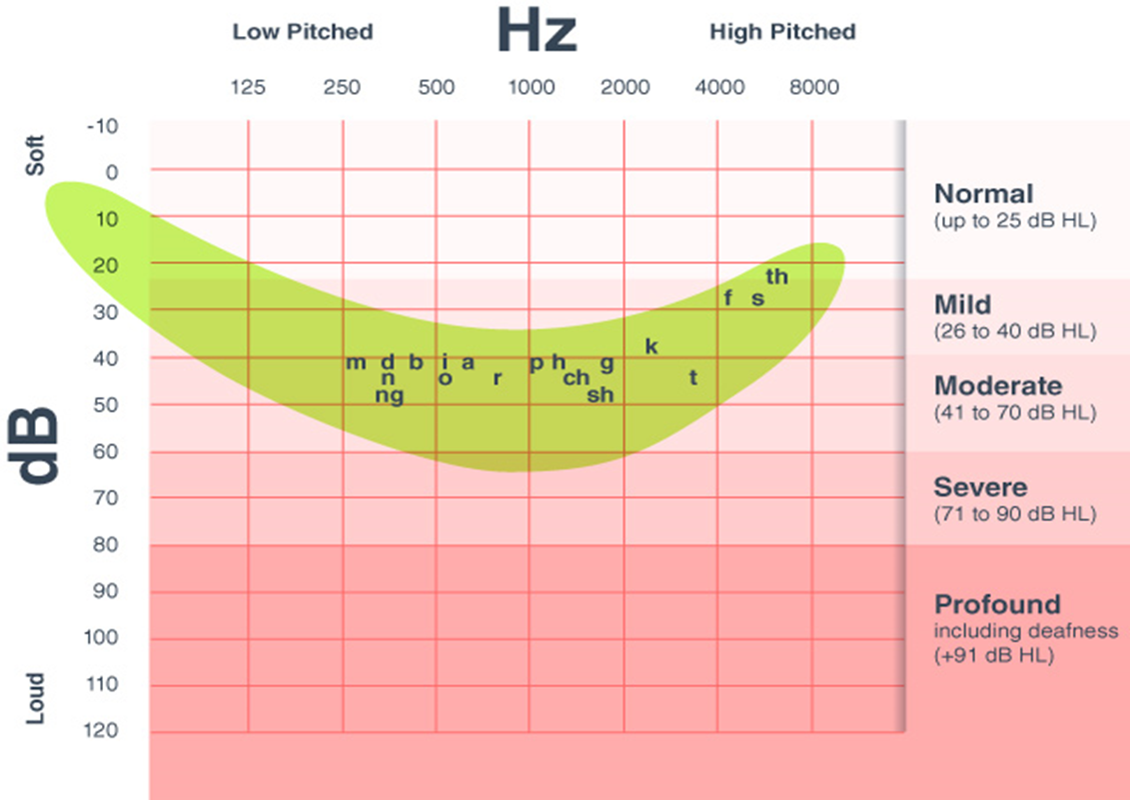 Low Pitched Hz High Pitched
125 250 500 1000 2000 4000 8000
Soft
-10
0
10
20
30
40
50
60
70
80
90
100
110
120
dB
Loud
th
f s
k
m d b i a p h g
n o r ch t
ng sh
Normal
(up to 25 dB HL)
Mild
(26 to 40 dB HL)
Moderate
(41 to 70 dB HL)
Severe
(71 to 90 dB HL)
Profound
including deafness
(+91 dB HL)